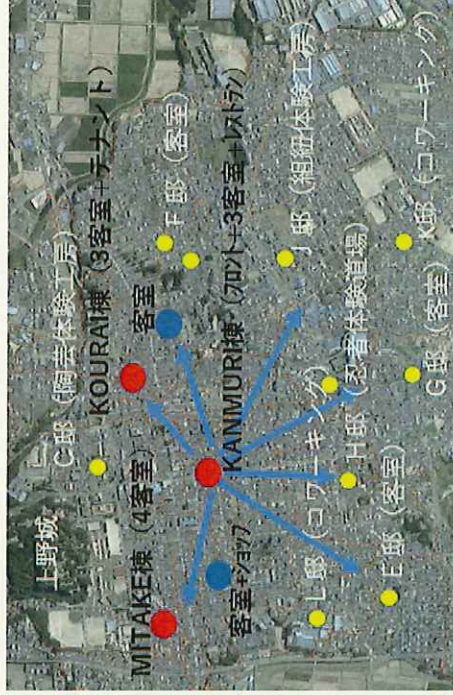 上野城
C邸（陶芸体験工房）
KOURAI棟（3客室＋テナント）
F邸（客室）
客室
MITAKE棟（4客室）
KANMURI棟（フロント＋3客室＋レストラン）
客室＋ショップ
J邸（組紐体験工房）
L邸（コワーキング）
H邸（忍者体験道場）
K邸（コワーキング）
E邸（客室）
G邸（客室）